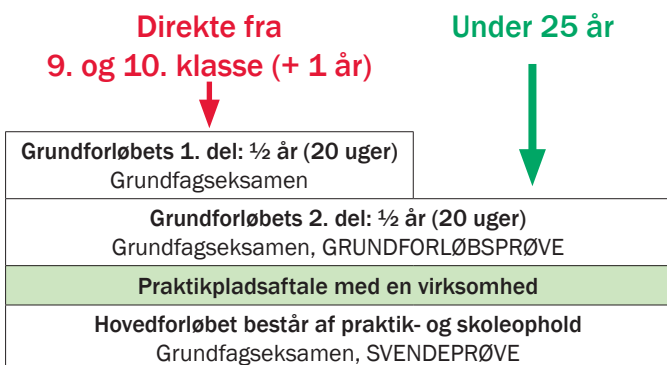 Direkte fra
9. og 10. klasse (+ 1 år)
Under 25 år
Grundforløbets 1. del: ½ år (20 uger)
Grundfagseksamen
Grundforløbets 2. del: ½ år (20 uger)
Grundfagseksamen, GRUNDFORLØBSPRØVE
Praktikpladsaftale med en virksomhed
Hovedforløbet består af praktik- og skoleophold
Grundfagseksamen, SVENDEPRØVE